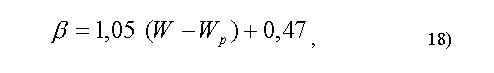 β = 1,05 (W − W_p) + 0,47 , 18)